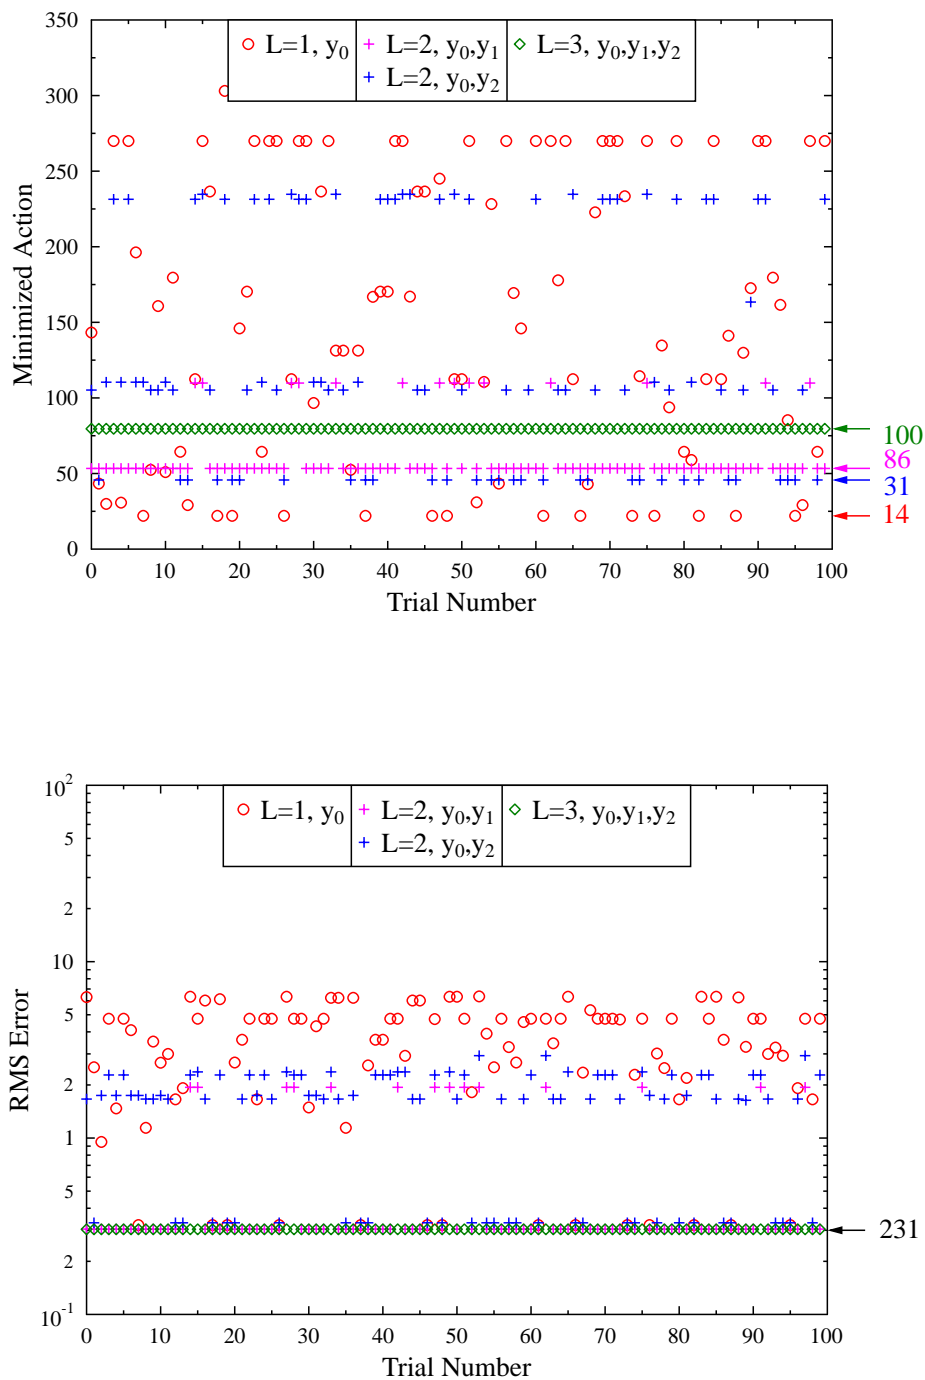 350
300
250
200
150
100
50
0
Minimized Action
L=1, y0
L=2, y0,y1
L=3, y0,y1,y2
L=2, y0,y2
100
86
31
14
0 10 20 30 40 50 60 70 80 90 100
Trial Number
10^2
5
2
10
5
2
1
5
2
10^-1
RMS Error
L=1, y0
L=2, y0,y1
L=3, y0,y1,y2
L=2, y0,y2
231
0 10 20 30 40 50 60 70 80 90 100
Trial Number